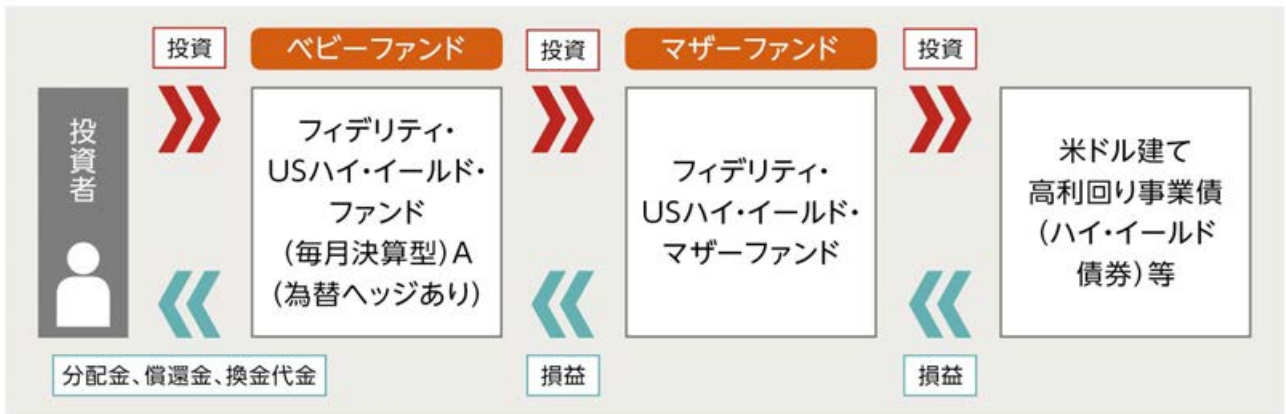 投資
ベビーファンド
投資
マザーファンド
投資
投資者
フィデリティ・
USハイ・イールド・
ファンド
(毎月決算型)A
(為替ヘッジあり)
フィデリティ・
USハイ・イールド・
マザーファンド
米ドル建て
高利回り事業債
(ハイ・イールド
債券)等
分配金、償還金、換金代金
損益
損益